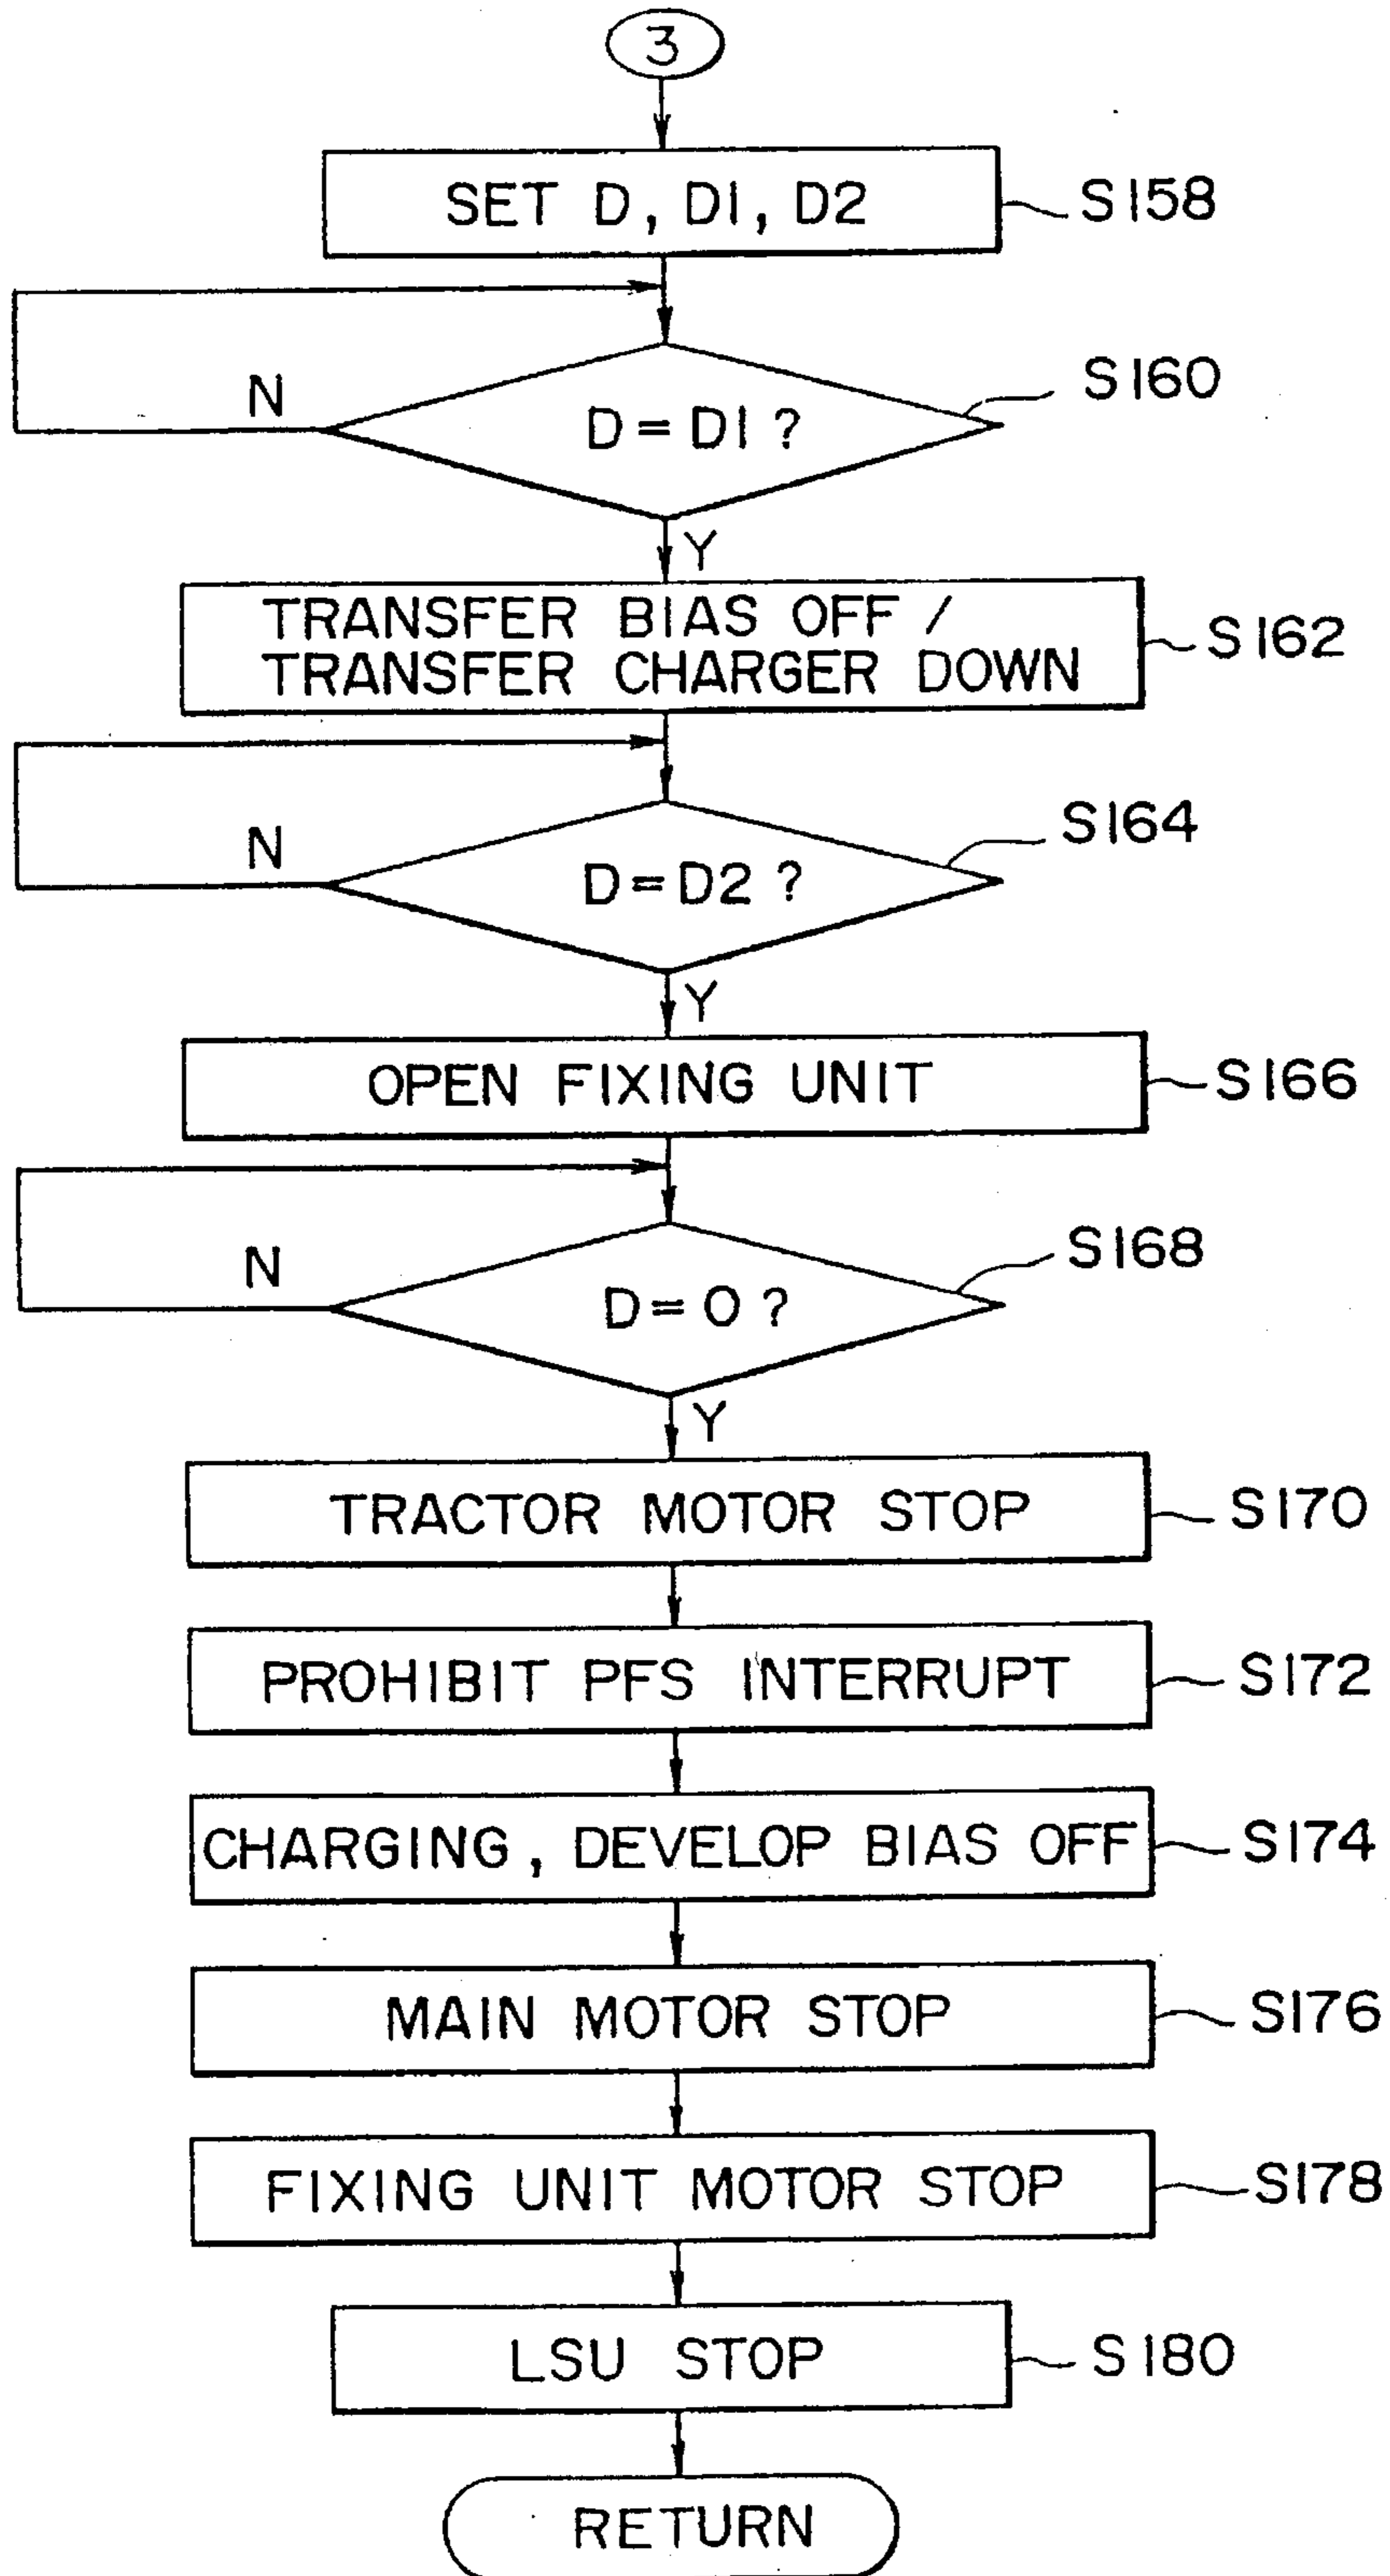 3
SET D, D1, D2
S158
N
D=D1 ?
S160
Y
TRANSFER BIAS OFF /
TRANSFER CHARGER DOWN
S162
N
D=D2 ?
S164
Y
OPEN FIXING UNIT
S166
N
D=0 ?
S168
Y
TRACTOR MOTOR STOP
S170
PROHIBIT PFS INTERRUPT
S172
CHARGING, DEVELOP BIAS OFF
S174
MAIN MOTOR STOP
S176
FIXING UNIT MOTOR STOP
S178
LSU STOP
S180
RETURN